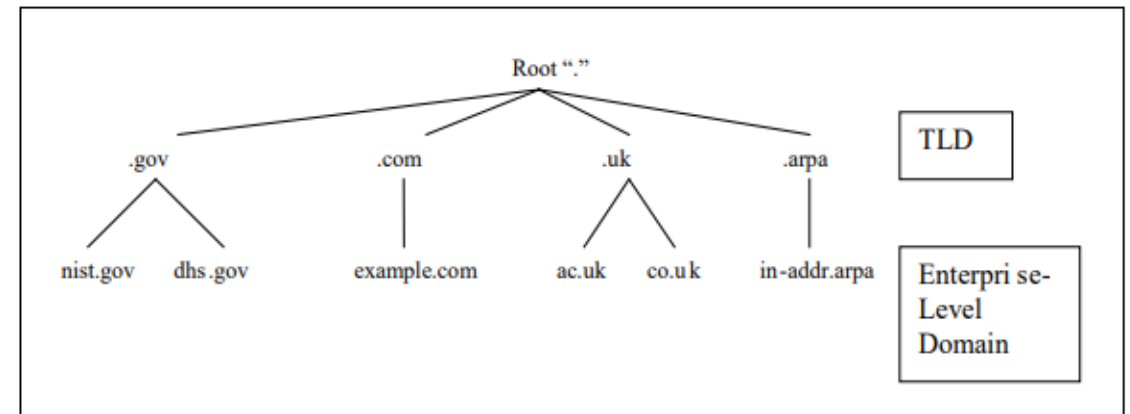 Root “.”
.gov .com .uk .arpa TLD
nist.gov dhs.gov example.com ac.uk co.uk in-addr.arpa
Enterpri se-
Level
Domain